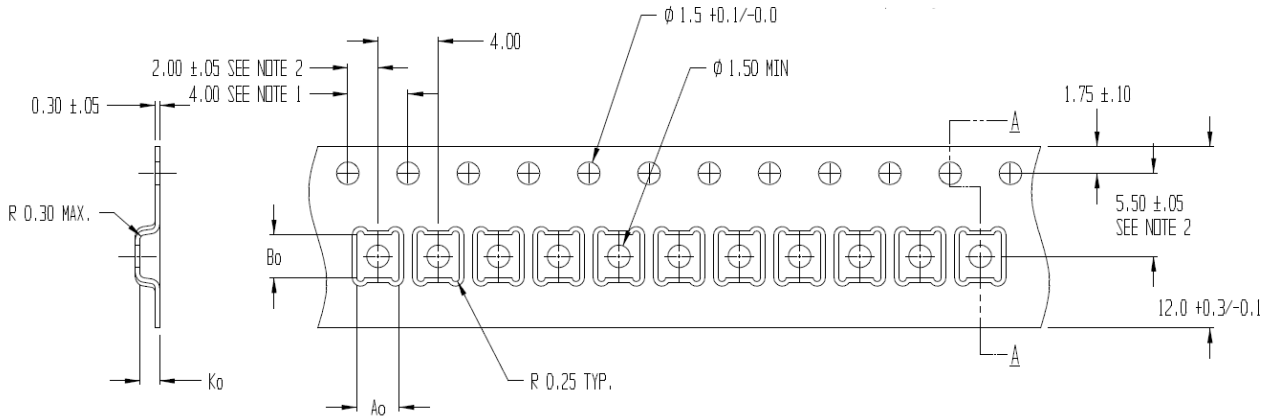 ϕ 1.5 +0.1/-0.0
4.00
2.00 ±.05 SEE NOTE 2
ϕ 1.50 MIN
4.00 SEE NOTE 1
0.30 ±.05
1.75 ±.10
A
R 0.30 MAX.
5.50 ±.05
SEE NOTE 2
Bo
12.0 +0.3/-0.1
A
R 0.25 TYP.
Ko
Ao